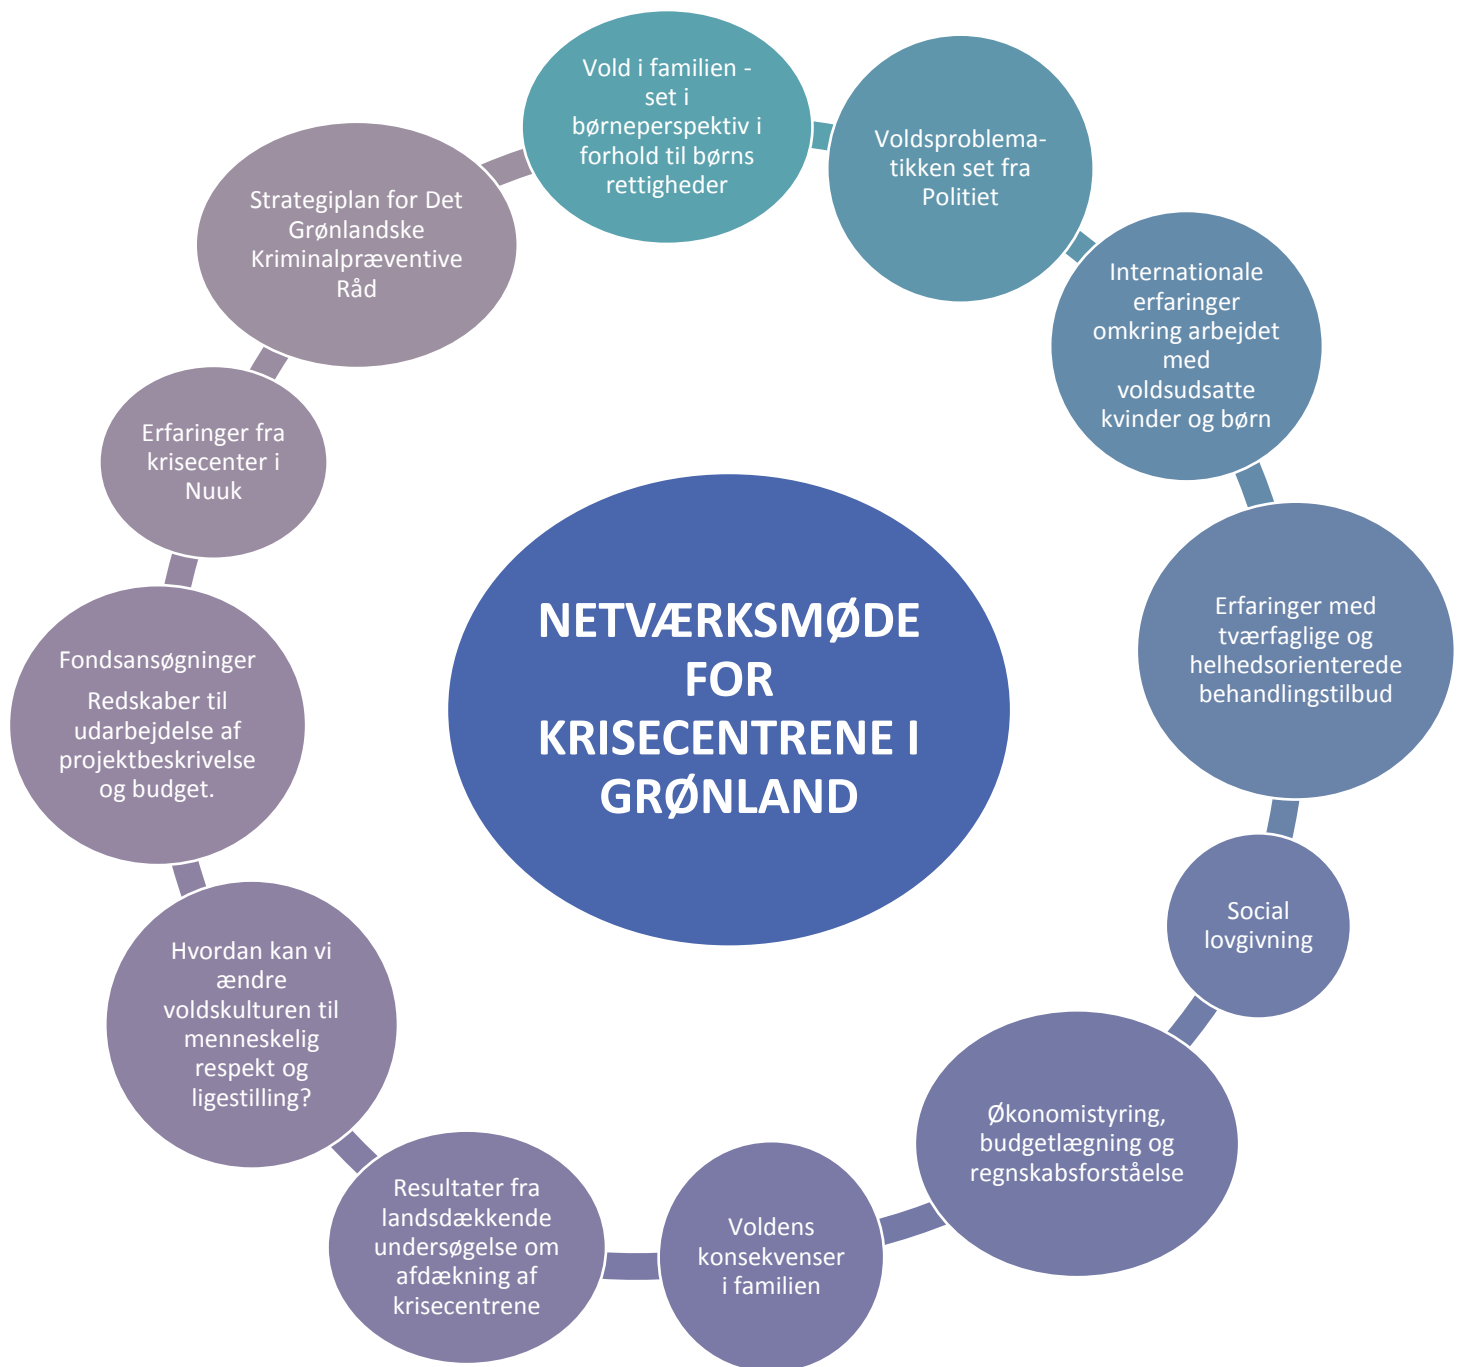 Vold i familien -
set i
børneperspektiv i
forhold til børns
rettigheder
Voldsproblema-
tikken set fra
Politiet
Internationale
erfaringer
omkring arbejdet
med
voldsudsatte
kvinder og børn
Erfaringer med
tværfaglige og
helhedsorienterede
behandlingstilbud
Social
lovgivning
Økonomistyring,
budgetlægning og
regnskabsforståelse
Voldens
konsekvenser
i familien
Resultater fra
landsdækkende
undersøgelse om
afdækning af
krisecentrene
Hvordan kan vi
ændre
voldskulturen til
menneskelig
respekt og
ligestilling?
Fondsansøgninger
Redskaber til
udarbejdelse af
projektbeskrivelse
og budget.
Erfaringer fra
krisecenter i
Nuuk
Strategiplan for Det
Grønlandske
Kriminalpræventive
Råd
NETVÆRKSMØDE
FOR
KRISECENTRENE I
GRØNLAND